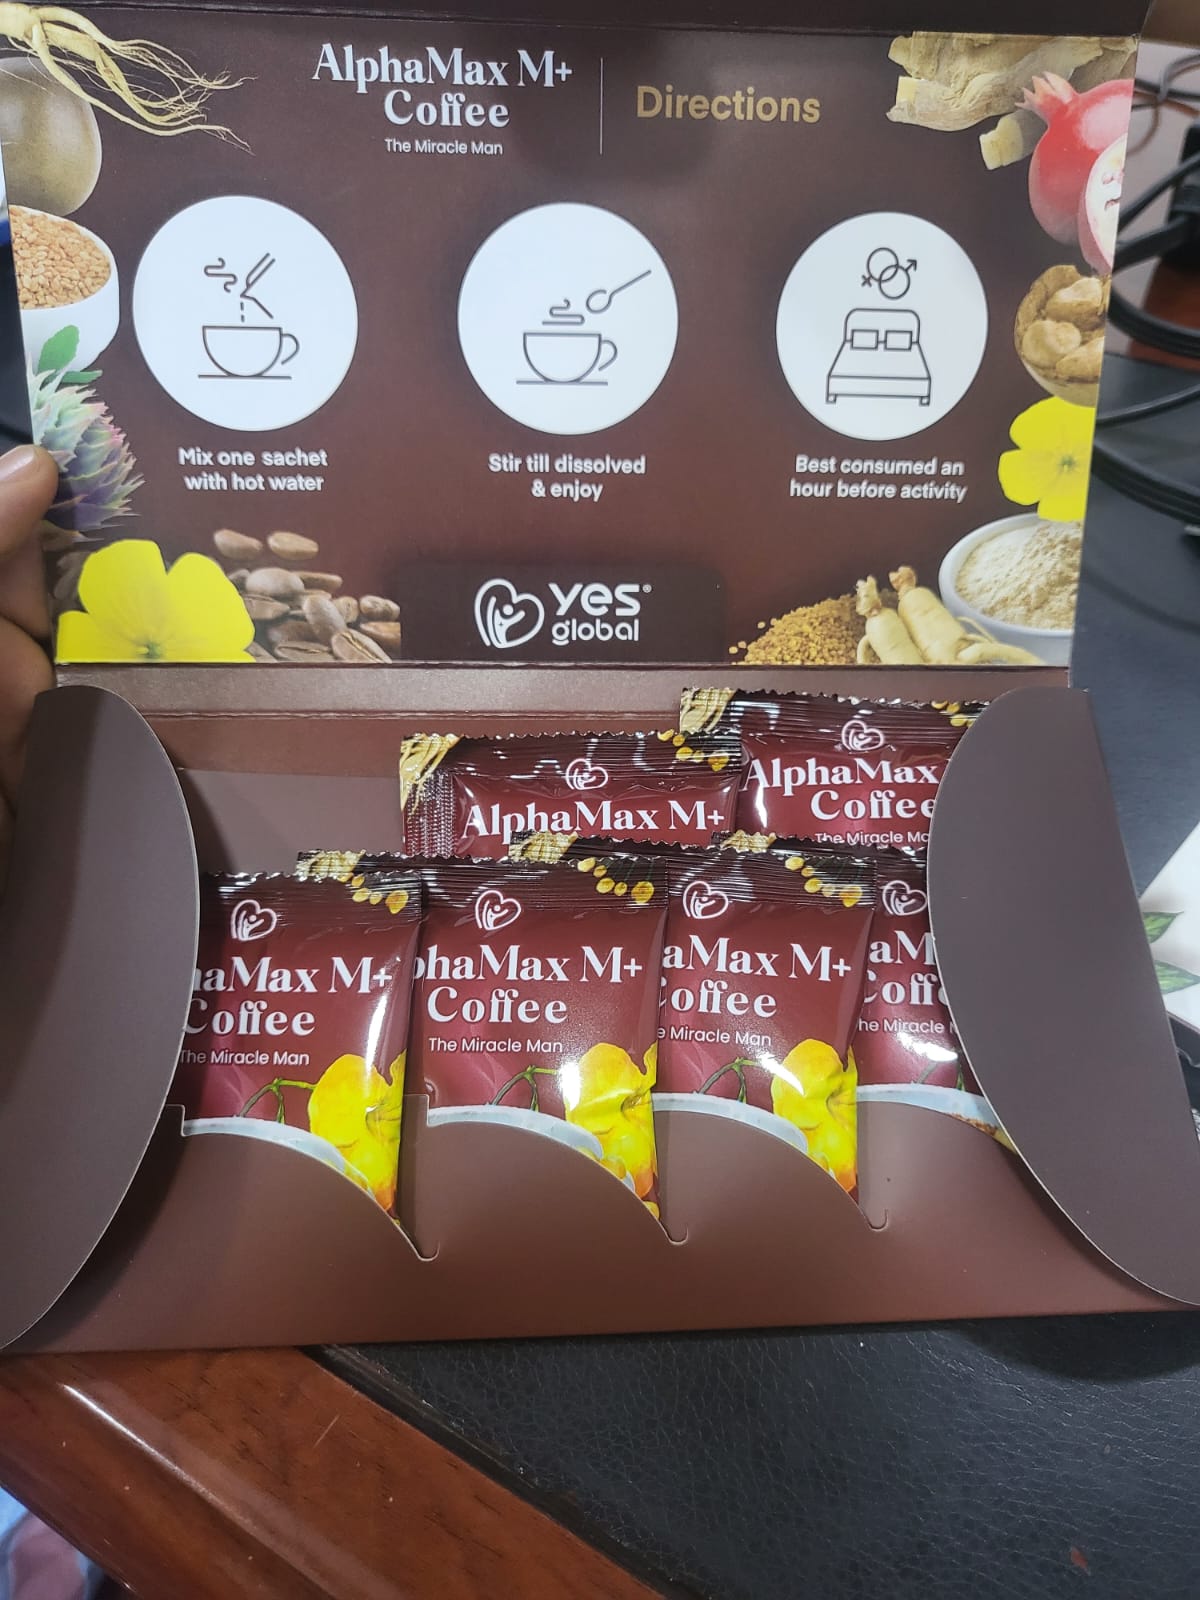 AlphaMax M+
Coffee
The Miracle Man
Directions
Mix one sachet
with hot water
Stir till dissolved
& enjoy
Best consumed an
hour before activity
yes®
global
AlphaMax M+
AlphaMax
Coffee
The Miracle Ma
haMax M+
Coffee
The Miracle Man
phaMax M+
Coffee
The Miracle Man
aMax M+
Coffee
e Miracle Man
aM
Coffe
he Miracle M